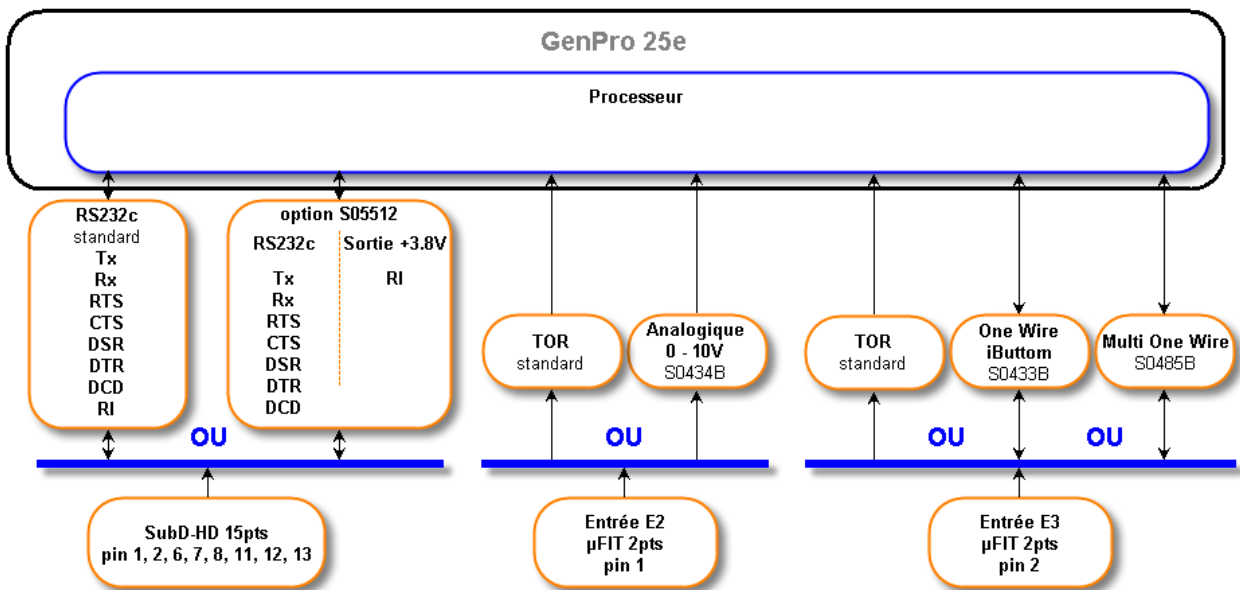 GenPro 25e
Processeur
RS232c
standard
Tx
Rx
RTS
CTS
DSR
DTR
DCD
RI
option S05512
RS232c
Sortie +3.8V
Tx
RI
Rx
RTS
CTS
DSR
DTR
DCD
TOR
standard
Analogique
0 - 10V
S0434B
TOR
standard
One Wire
iButtom
S0433B
Multi One Wire
S0485B
OU
OU
OU
OU
SubD-HD 15pts
pin 1, 2, 6, 7, 8, 11, 12, 13
Entrée E2
µFIT 2pts
pin 1
Entrée E3
µFIT 2pts
pin 2